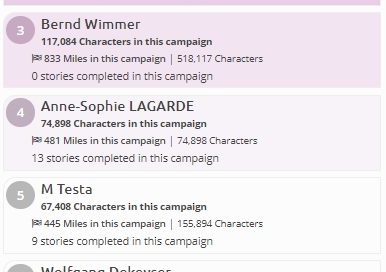 3
Bernd Wimmer
117,084 Characters in this campaign
833 Miles in this campaign | 518,117 Characters
0 stories completed in this campaign
4
Anne-Sophie LAGARDE
74,898 Characters in this campaign
481 Miles in this campaign | 74,898 Characters
13 stories completed in this campaign
5
M Testa
67,408 Characters in this campaign
445 Miles in this campaign | 155,894 Characters
9 stories completed in this campaign
Wolfgang Dekeyser